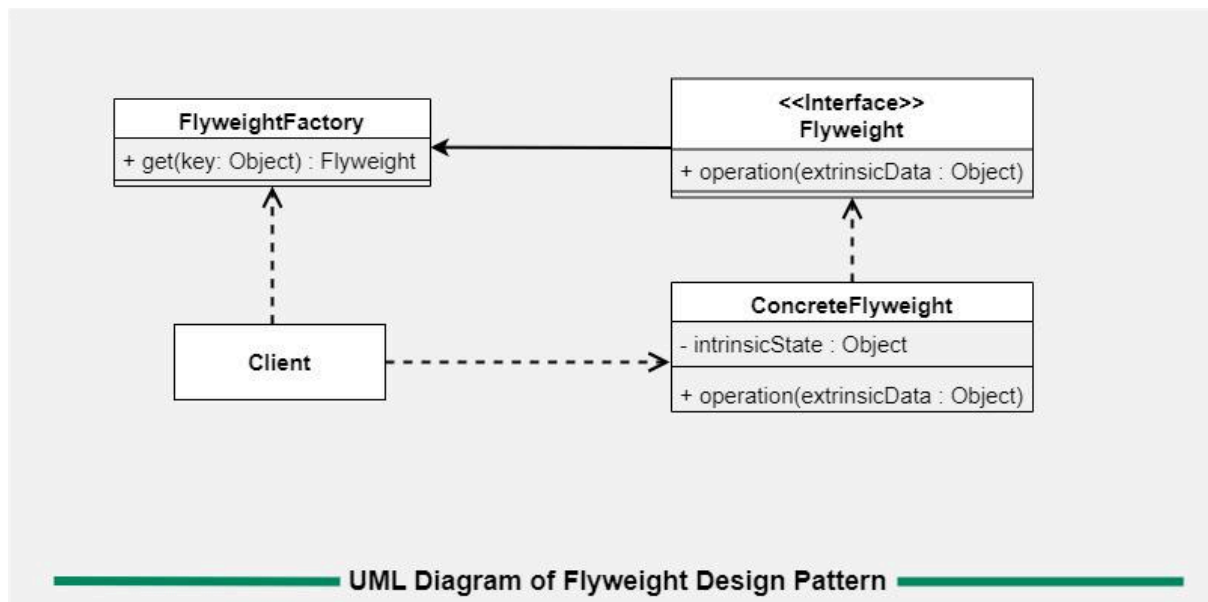 FlyweightFactory
+ get(key: Object) : Flyweight
<<Interface>>
Flyweight
+ operation(extrinsicData : Object)
Client
ConcreteFlyweight
- intrinsicState : Object
+ operation(extrinsicData : Object)
UML Diagram of Flyweight Design Pattern